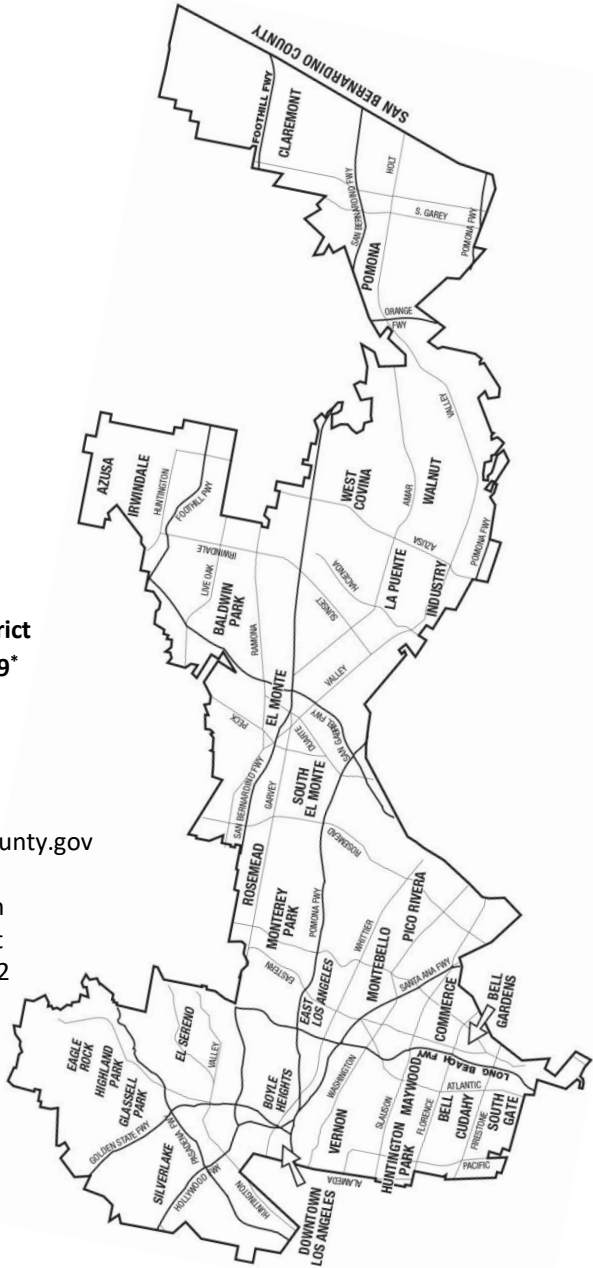 SAN BERNARDINO COUNTY
FOOTHILL FWY
CLAREMONT
SAN BERNARDINO FWY
HOLT
S. GAREY
POMONA FWY
POMONA
ORANGE
FWY
VALLEY
AZUSA
IRWINDALE
HUNTINGTON
FOOTHILL FWY
WEST
COVINA
AMAR
WALNUT
IRWINDALE
LIVE OAK
BALDWIN
PARK
RAMONA
HACIENDA
SUNSET
AZUSA
POMONA FWY
LA PUENTE
INDUSTRY
rict
9*
VALLEY
EL MONTE
PECK
DUARTE
SAN GABRIEL FWY
SOUTH
EL MONTE
SAN BERNARDINO FWY
GARVEY
ROSEMEAD
unty.gov
ROSEMEAD
MONTEREY
PARK
POMONA FWY
WHITTIER
PICO RIVERA
n
t
2
EASTERN
EAST
LOS ANGELES
MONTEBELLO
SANTA ANA FWY
COMMERCE
BELL
GARDENS
EAGLE
ROCK
HIGHLAND
PARK
GLASSELL
PARK
EL SERENO
VALLEY
BOYLE
HEIGHTS
WASHINGTON
LONG BEACH FWY
ATLANTIC
GOLDEN STATE FWY
PASADENA FWY
SILVERLAKE
HOLLYWOOD FWY
HUNTINGTON
VERNON
SLAUSON
MAYWOOD
HUNTINGTON
PARK
FLORENCE
BELL
CUDAHY
FIRESTONE
SOUTH
GATE
PACIFIC
ALAMEDA
DOWNTOWN
LOS ANGELES